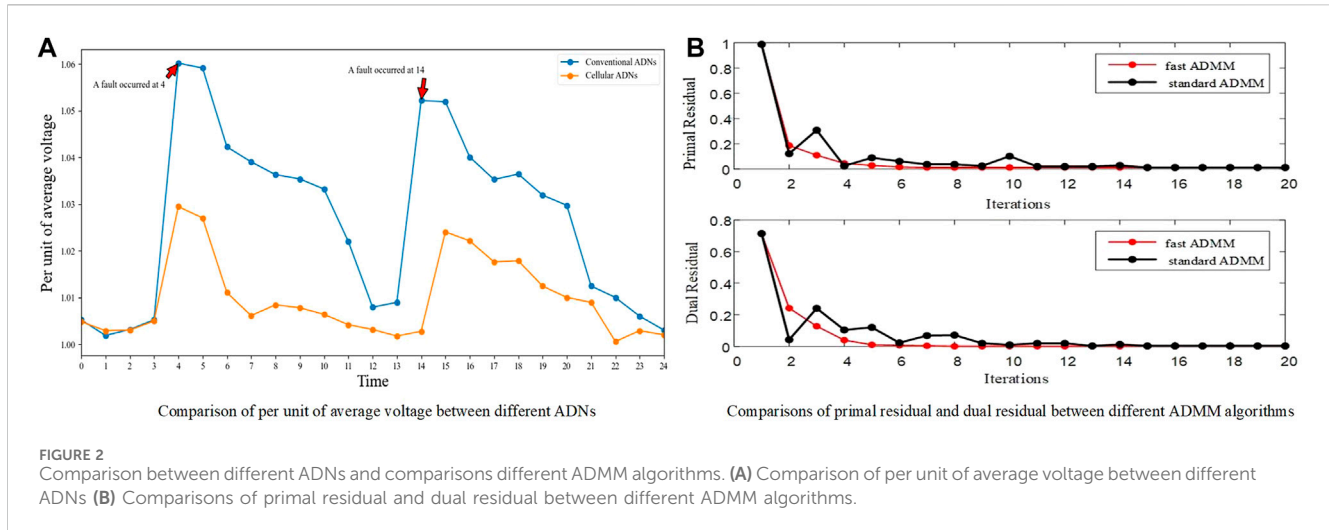 A
1.06
1.05
1.04
1.03
1.02
1.01
1.00
Per unit of average voltage
A fault occurred at 4
A fault occurred at 14
Conventional ADNs
Cellular ADNs
0 1 2 3 4 5 6 7 8 9 10 11 12 13 14 15 16 17 18 19 20 21 22 23 24
Time
Comparison of per unit of average voltage between different ADNs
B
1
0.8
0.6
0.4
0.2
0
Primal Residual
fast ADMM
standard ADMM
0 2 4 6 8 10 12 14 16 18 20
Iterations
0.8
0.6
0.4
0.2
0
Dual Residual
fast ADMM
standard ADMM
0 2 4 6 8 10 12 14 16 18 20
Iterations
Comparisons of primal residual and dual residual between different ADMM algorithms
FIGURE 2
Comparison between different ADNs and comparisons different ADMM algorithms. (A) Comparison of per unit of average voltage between different
ADNs (B) Comparisons of primal residual and dual residual between different ADMM algorithms.